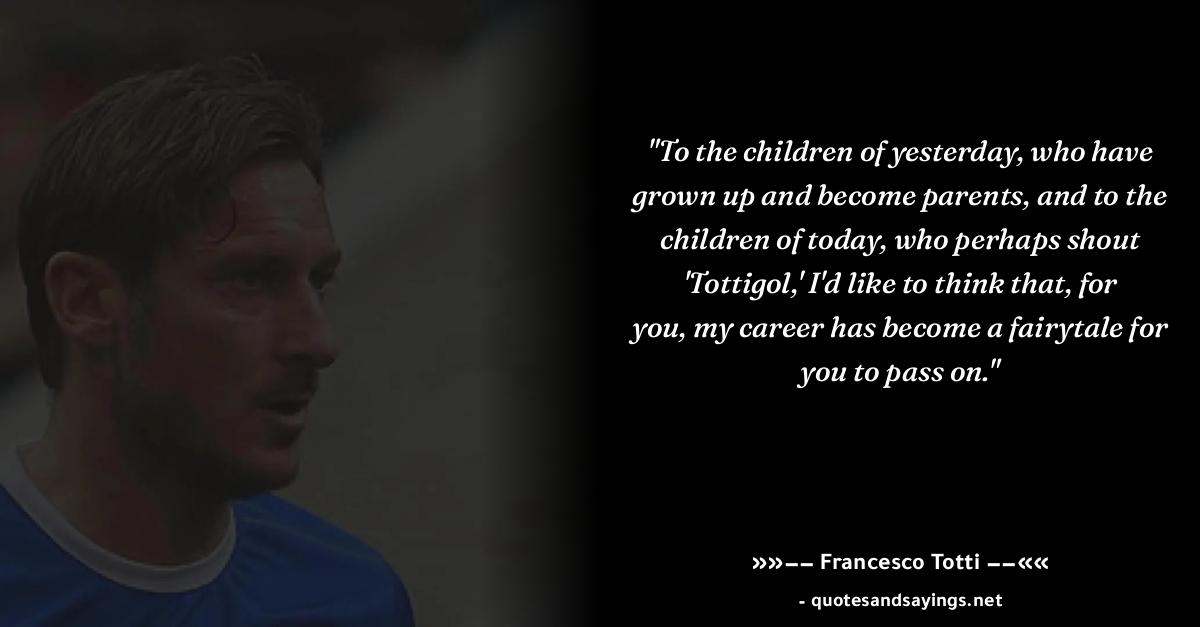 "To the children of yesterday, who have
grown up and become parents, and to the
children of today, who perhaps shout
'Tottigol,' I'd like to think that, for
you, my career has become a fairytale for
you to pass on."
»»−− Francesco Totti −−««
- quotesandsayings.net